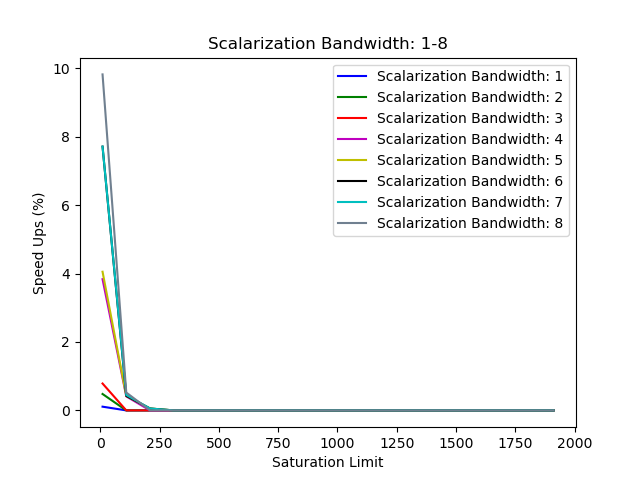 Scalarization Bandwidth: 1-8
Scalarization Bandwidth: 1
Scalarization Bandwidth: 2
Scalarization Bandwidth: 3
Scalarization Bandwidth: 4
Scalarization Bandwidth: 5
Scalarization Bandwidth: 6
Scalarization Bandwidth: 7
Scalarization Bandwidth: 8
Speed Ups (%)
10
8
6
4
2
0
0 250 500 750 1000 1250 1500 1750 2000
Saturation Limit